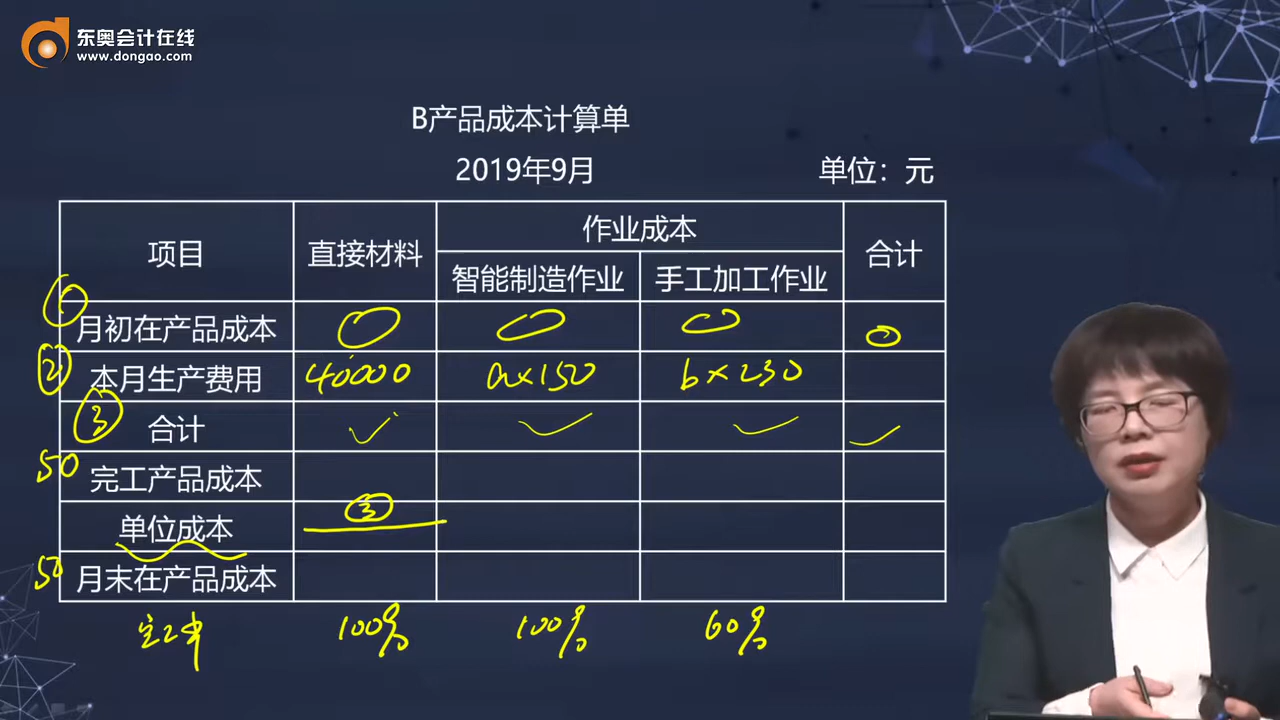 东奥会计在线
www.dongao.com
B产品成本计算单
2019年9月 单位：元
项目 直接材料 作业成本 合计
智能制造作业 手工加工作业
① 月初在产品成本 0 0 0 0
② 本月生产费用 40000 a×150 b×230
③ 合计 ✓ ✓ ✓ ✓
50 完工产品成本
单位成本 ③
50 月末在产品成本
完工率 100% 100% 60%